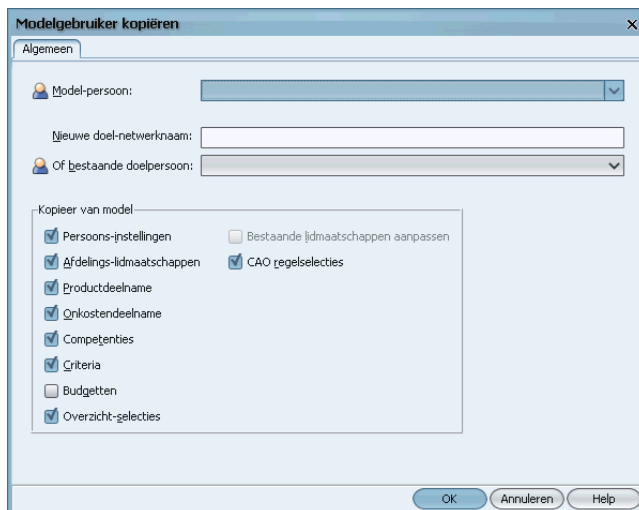 Modelgebruiker kopiëren
Algemeen
Model-persoon:
Nieuwe doel-netwerknaam:
Of bestaande doelpersoon:
Kopieer van model
Persoons-instellingen
Bestaande lidmaatschappen aanpassen
Afdelings-lidmaatschappen
CAO regelselecties
Productdeelname
Onkostendeelname
Competenties
Criteria
Budgetten
Overzicht-selecties
OK
Annuleren
Help